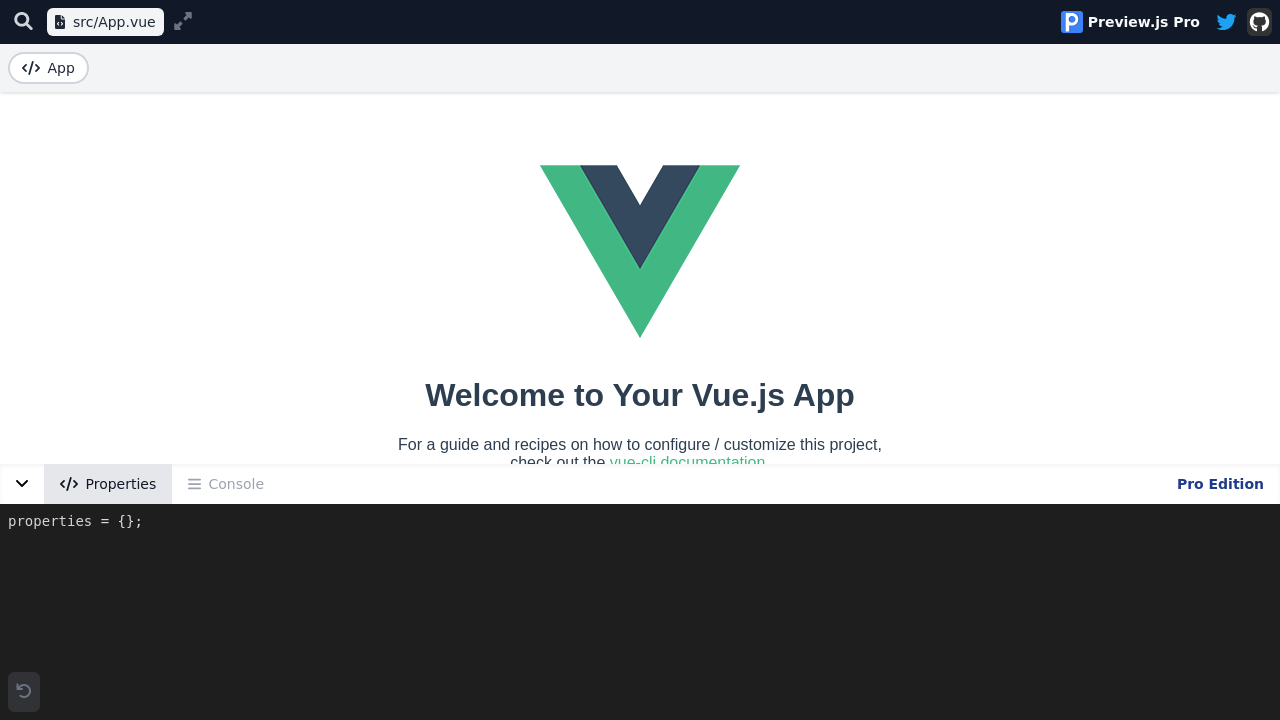 src/App.vue
Preview.js Pro
App
Welcome to Your Vue.js App
For a guide and recipes on how to configure / customize this project,
check out the vue-cli documentation.
Properties
Console
Pro Edition
properties = {};